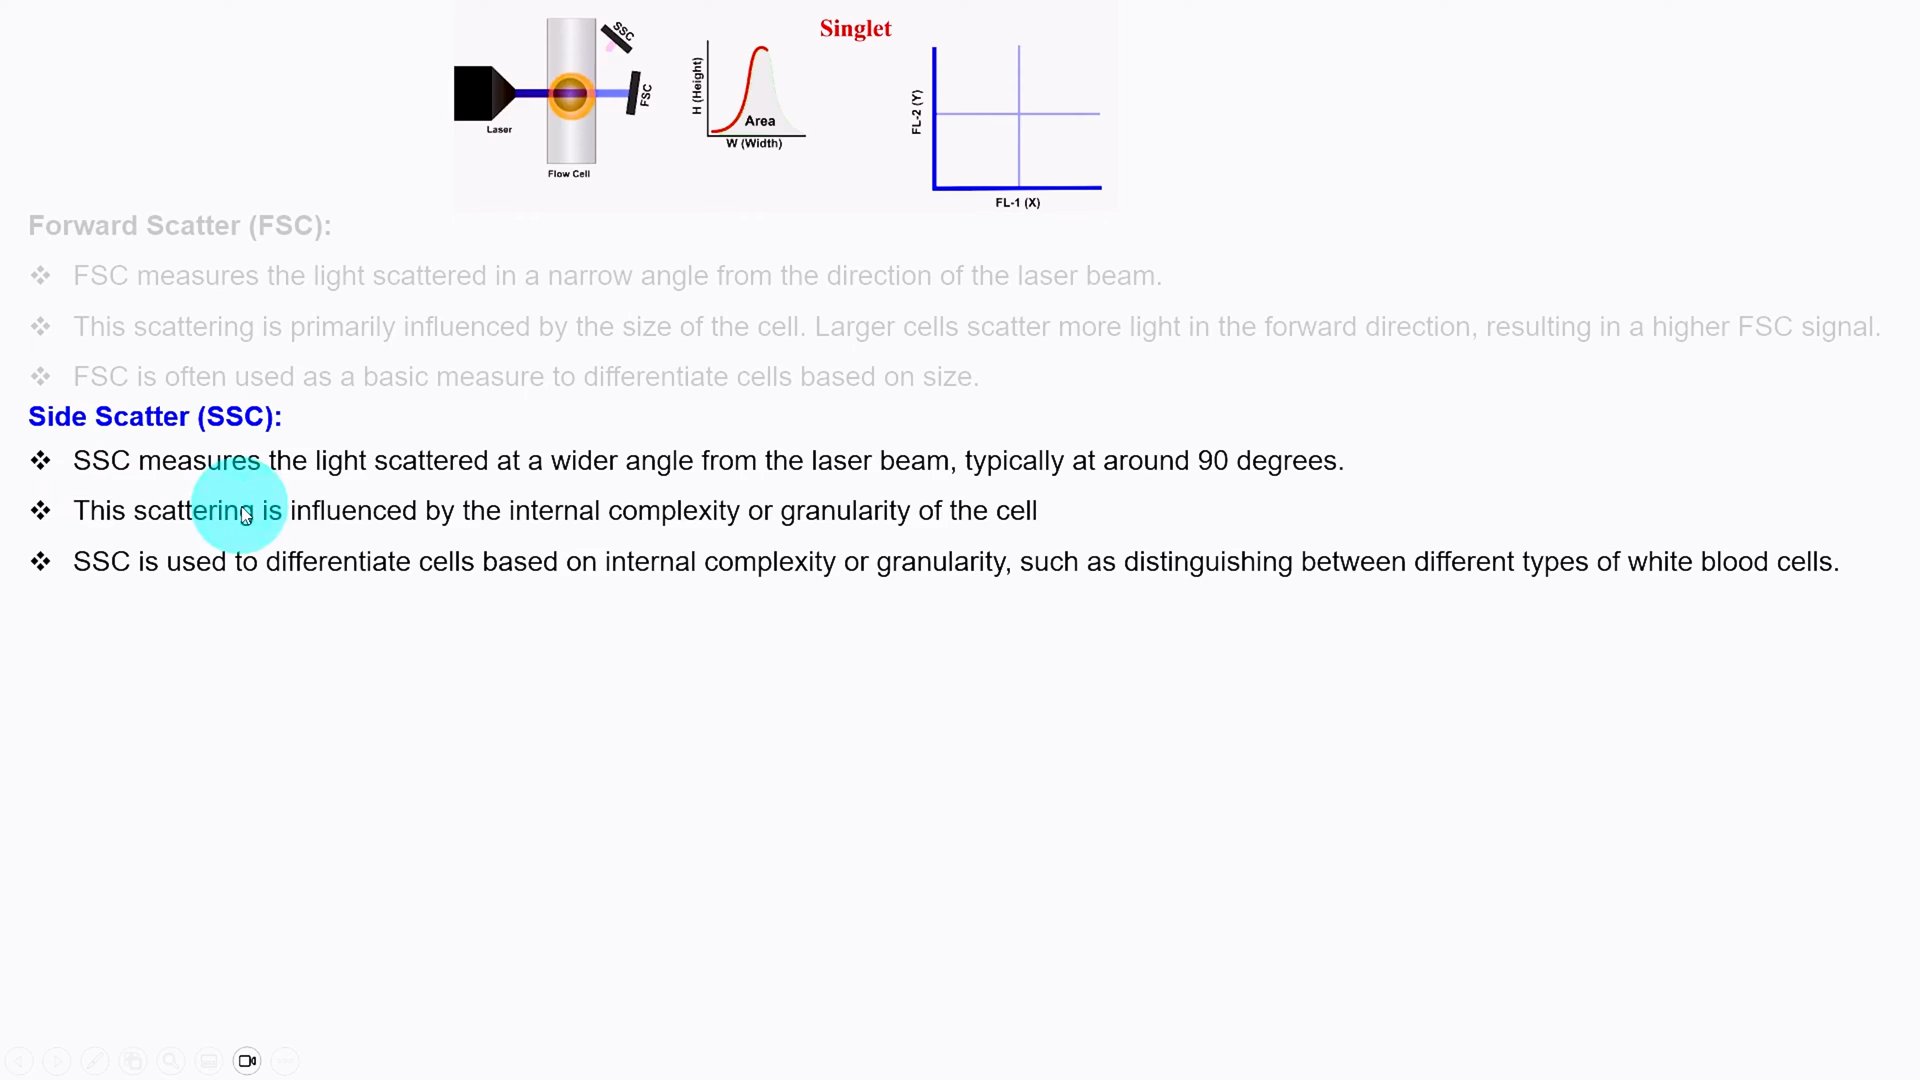 SSC
Singlet
FSC
Laser
Flow Cell
H (Height)
Area
W (Width)
FL-2 (Y)
FL-1 (X)
Forward Scatter (FSC):
❖ FSC measures the light scattered in a narrow angle from the direction of the laser beam.
❖ This scattering is primarily influenced by the size of the cell. Larger cells scatter more light in the forward direction, resulting in a higher FSC signal.
❖ FSC is often used as a basic measure to differentiate cells based on size.
Side Scatter (SSC):
❖ SSC measures the light scattered at a wider angle from the laser beam, typically at around 90 degrees.
❖ This scattering is influenced by the internal complexity or granularity of the cell
❖ SSC is used to differentiate cells based on internal complexity or granularity, such as distinguishing between different types of white blood cells.